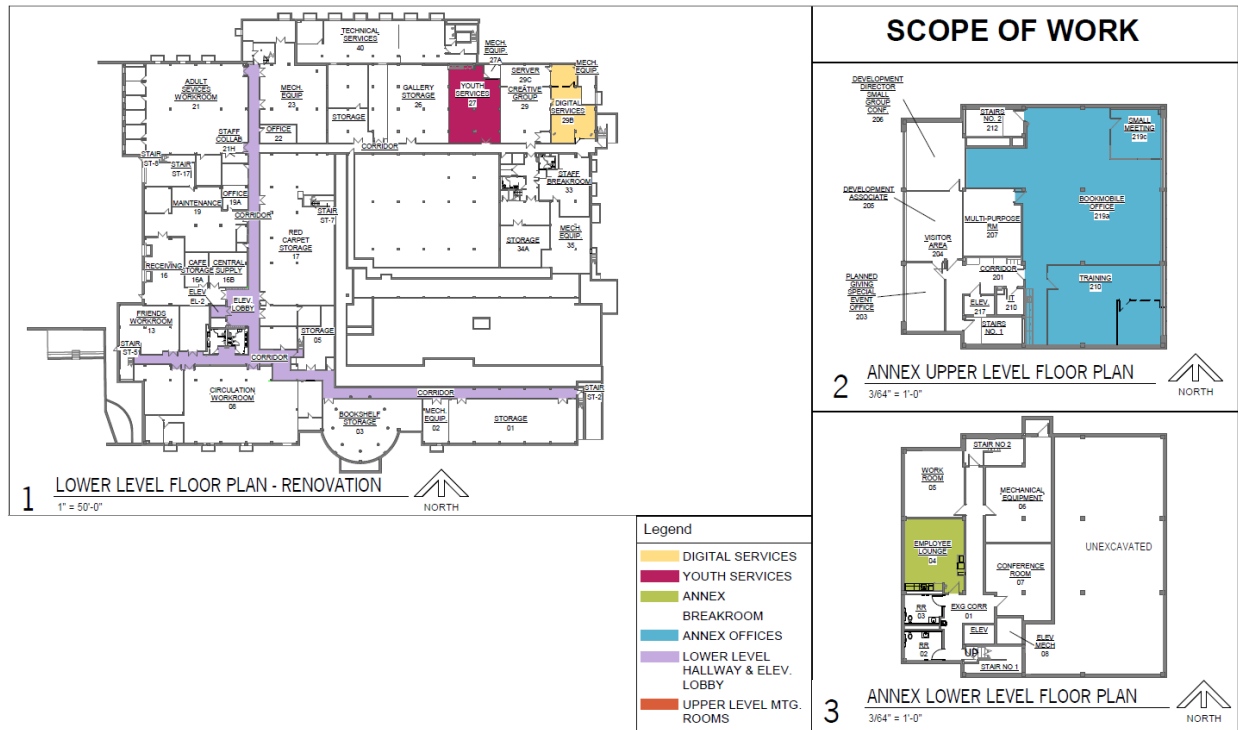 SCOPE OF WORK
TECHNICAL
SERVICES
40
MECH.
EQUIP.
27A
ADULT
SEVICES
WORKROOM
21
MECH.
EQUIP
23
STORAGE
GALLERY
STORAGE
26
YOUTH
SERVICES
27
SERVER
29C
CREATIVE
GROUP
29
MECH.
EQUIP.
DIGITAL
SERVICES
29B
OFFICE
22
STAFF
COLLAB
21H
CORRIDOR
STAIR
ST-6
STAIR
ST-17
STAFF
BREAKROOM
33
OFFICE
19A
MAINTENANCE
19
CORRIDOR
STAIR
ST-7
RED
CARPET
STORAGE
17
STORAGE
34A
MECH.
EQUIP.
35
RECEIVING
16
CAFE
STORAGE
16A
CENTRAL
SUPPLY
16B
ELEV
EL-2
ELEV.
LOBBY
FRIENDS
WORKROOM
13
STORAGE
05
STAIR
ST-5
CORRIDOR
CIRCULATION
WORKROOM
08
CORRIDOR
STAIR
ST-2
BOOKSHELF
STORAGE
03
MECH.
EQUIP.
02
STORAGE
01
1
LOWER LEVEL FLOOR PLAN - RENOVATION
1" = 50'-0"
NORTH
DEVELOPMENT
DIRECTOR
SMALL
GROUP
CONF.
206
STAIRS
NO. 2
212
SMALL
MEETING
219c
DEVELOPMENT
ASSOCIATE
205
BOOKMOBILE
OFFICE
219a
MULTI-PURPOSE
RM
207
VISITOR
AREA
204
CORRIDOR
201
PLANNED
GIVING
SPECIAL
EVENT
OFFICE
203
TRAINING
210
ELEV.
217
IT
210
STAIRS
NO. 1
2
ANNEX UPPER LEVEL FLOOR PLAN
3/64" = 1'-0"
NORTH
STAIR NO 2
WORK
ROOM
05
MECHANICAL
EQUIPMENT
06
EMPLOYEE
LOUNGE
04
UNEXCAVATED
CONFERENCE
ROOM
07
RR
03
EXG CORR
01
ELEV
RR
02
UP
STAIR NO 1
ELEV
MECH
08
3
ANNEX LOWER LEVEL FLOOR PLAN
3/64" = 1'-0"
NORTH
Legend
DIGITAL SERVICES
YOUTH SERVICES
ANNEX
BREAKROOM
ANNEX OFFICES
LOWER LEVEL
HALLWAY & ELEV.
LOBBY
UPPER LEVEL MTG.
ROOMS